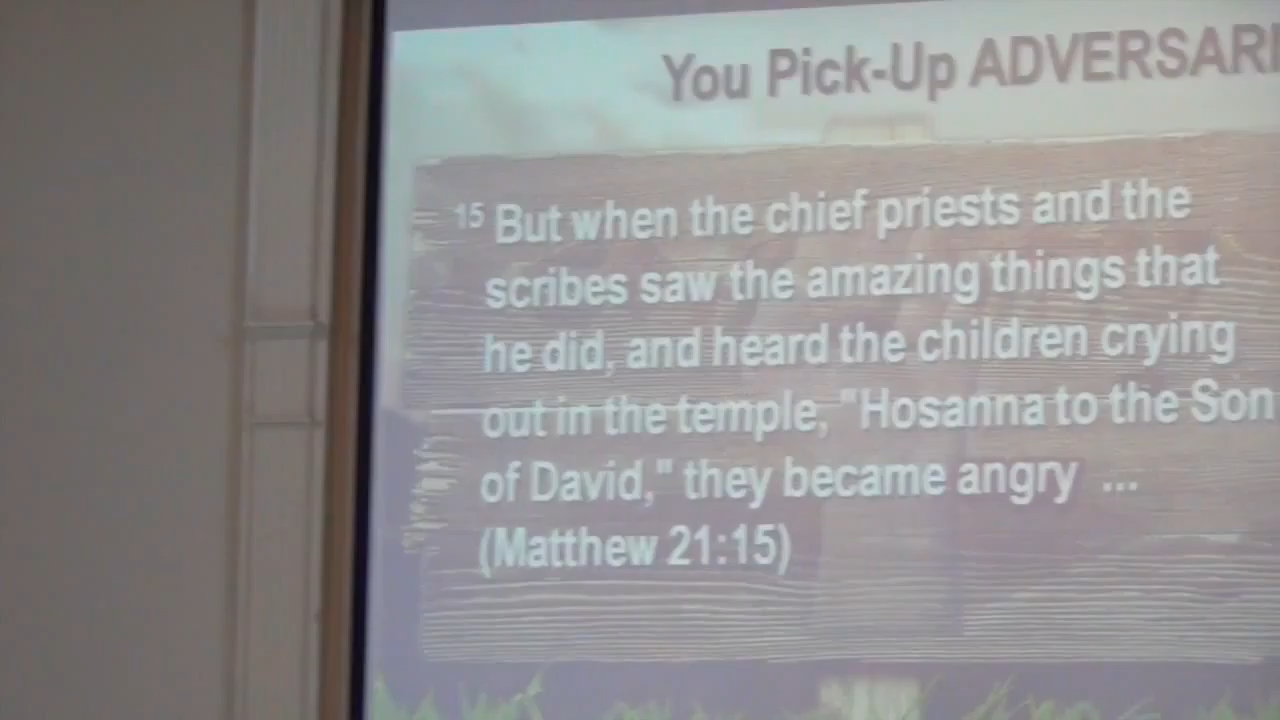 You Pick-Up ADVERSARI
15 But when the chief priests and the
scribes saw the amazing things that
he did, and heard the children crying
out in the temple, "Hosanna to the Son
of David," they became angry ...
(Matthew 21:15)